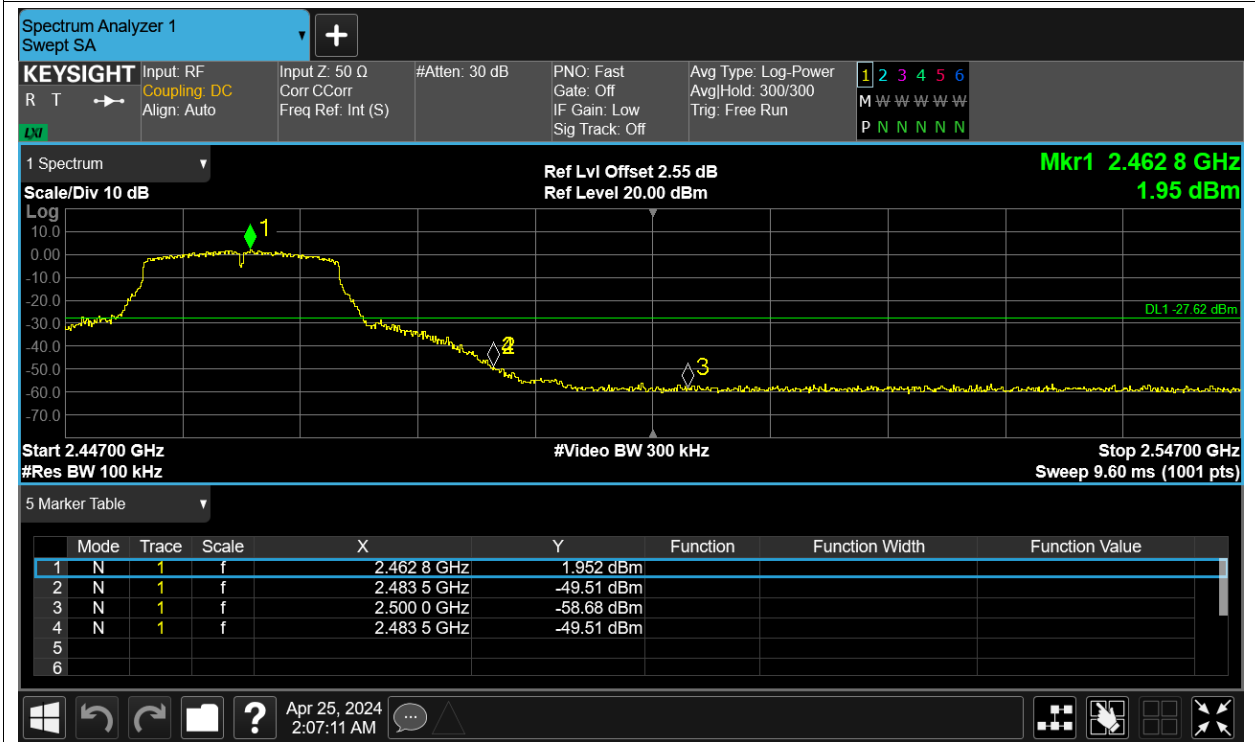 Spectrum Analyzer 1
Swept SA
KEYSIGHT
R T
LXI
Input: RF
Coupling: DC
Align: Auto
Input Z: 50 Ω
Corr CCorr
Freq Ref: Int (S)
#Atten: 30 dB
PNO: Fast
Gate: Off
IF Gain: Low
Sig Track: Off
Avg Type: Log-Power
Avg|Hold: 300/300
Trig: Free Run
1 2 3 4 5 6
M W W W W W
P N N N N N
1 Spectrum
Scale/Div 10 dB
Ref Lvl Offset 2.55 dB
Ref Level 20.00 dBm
Mkr1 2.462 8 GHz
1.95 dBm
Log
10.0
0.00
-10.0
-20.0
-30.0
-40.0
-50.0
-60.0
-70.0
1
2
4
3
DL1 -27.62 dBm
Start 2.44700 GHz
#Res BW 100 kHz
#Video BW 300 kHz
Stop 2.54700 GHz
Sweep 9.60 ms (1001 pts)
5 Marker Table
Mode Trace Scale X Y Function Function Width Function Value
1 N 1 f 2.462 8 GHz 1.952 dBm
2 N 1 f 2.483 5 GHz -49.51 dBm
3 N 1 f 2.500 0 GHz -58.68 dBm
4 N 1 f 2.483 5 GHz -49.51 dBm
5
6
?
Apr 25, 2024
2:07:11 AM